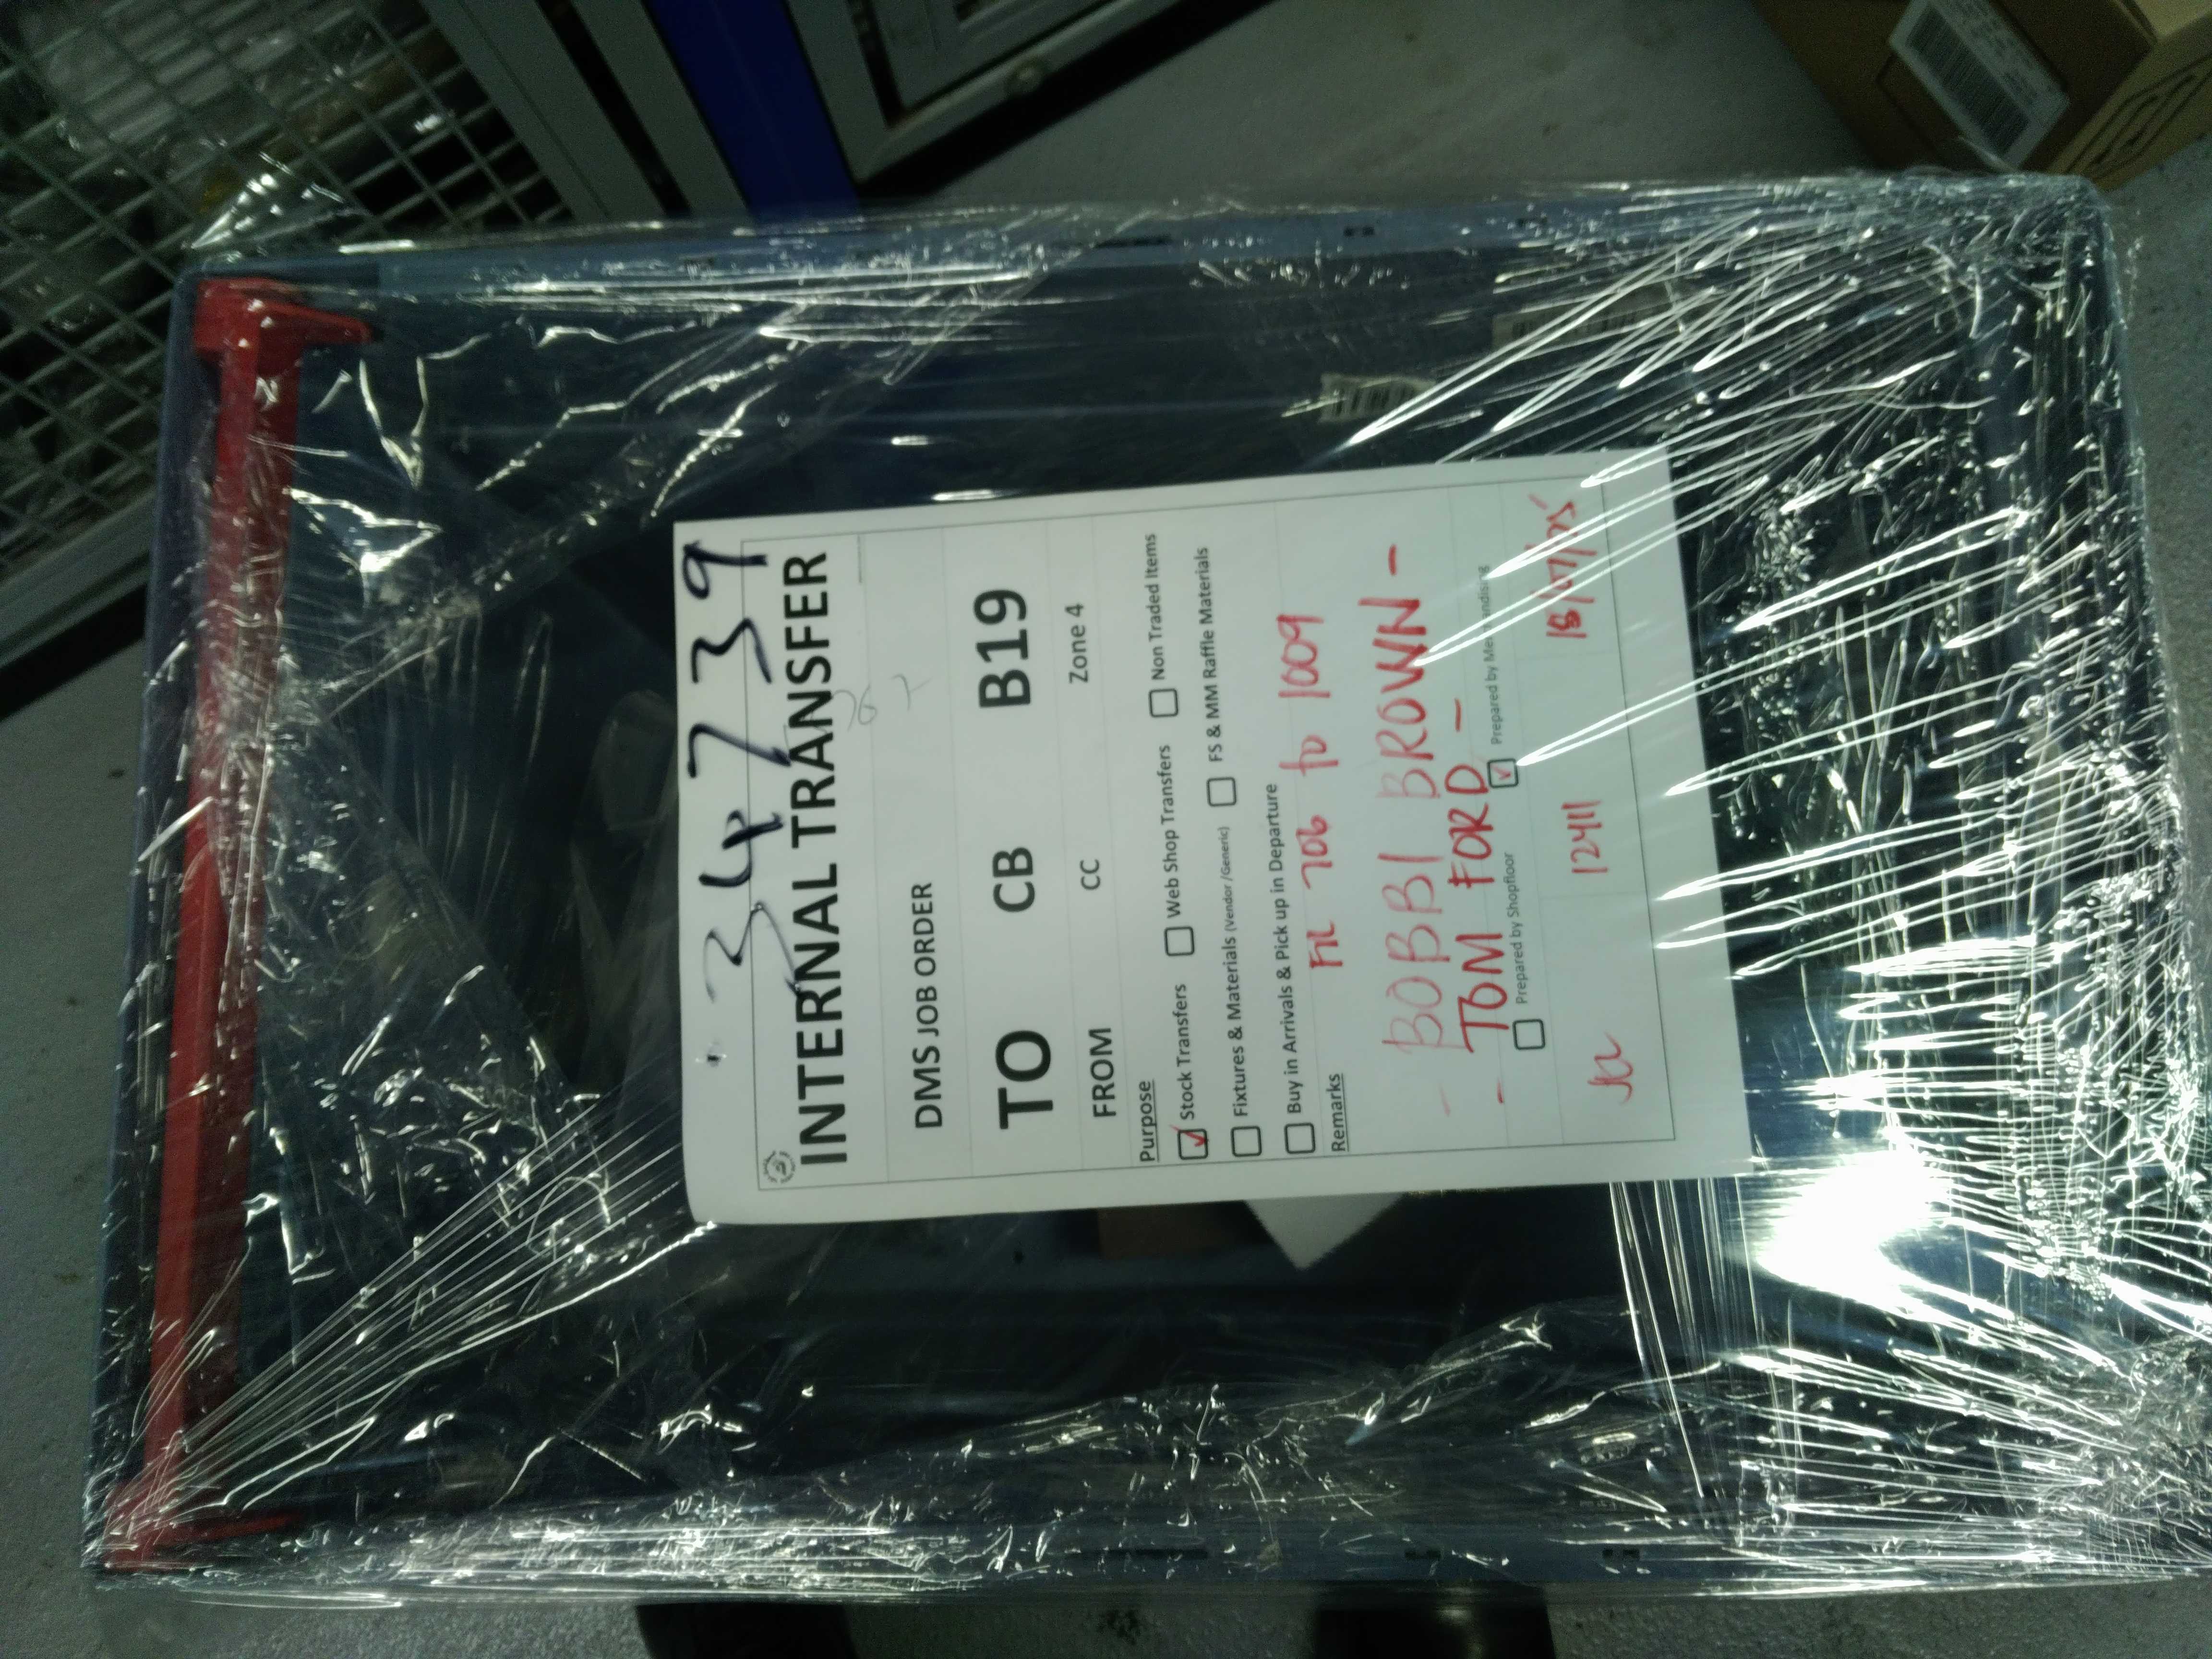 34739
INTERNAL TRANSFER
DMS JOB ORDER
TO CB B19
FROM CC Zone 4
Purpose
Stock Transfers Web Shop Transfers Non Traded Items
Fixtures & Materials (Vendor /Generic) FS & MM Raffle Materials
Buy in Arrivals & Pick up in Departure
Remarks
706 to 1009
- BOBBI BROWN -
- TOM FORD -
Prepared by Shopfloor Prepared by Merchandising
12411